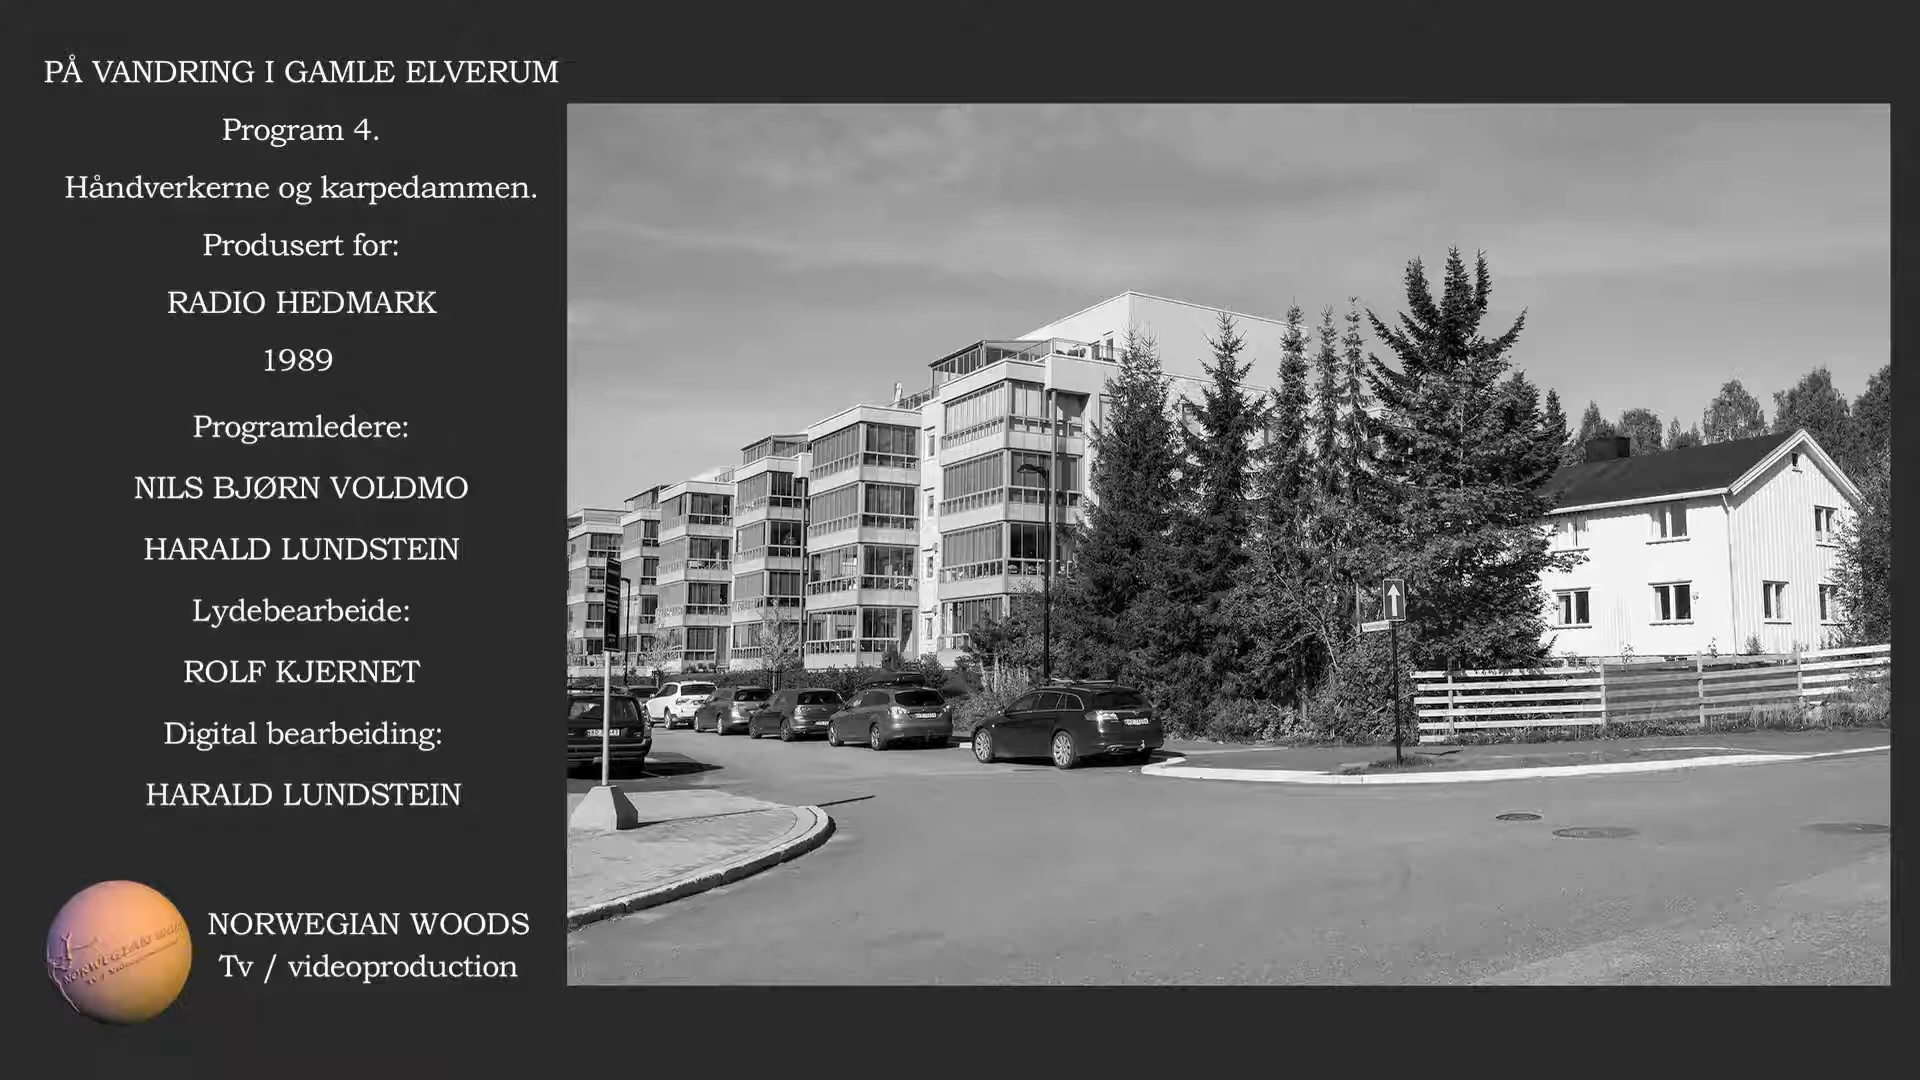 PÅ VANDRING I GAMLE ELVERUM
Program 4.
Håndverkerne og karpedammen.
Produsert for:
RADIO HEDMARK
1989
Programledere:
NILS BJØRN VOLDMO
HARALD LUNDSTEIN
Lydebearbeide:
ROLF KJERNET
Digital bearbeiding:
HARALD LUNDSTEIN
NORWEGIAN WOODS
Tv / videoproduction